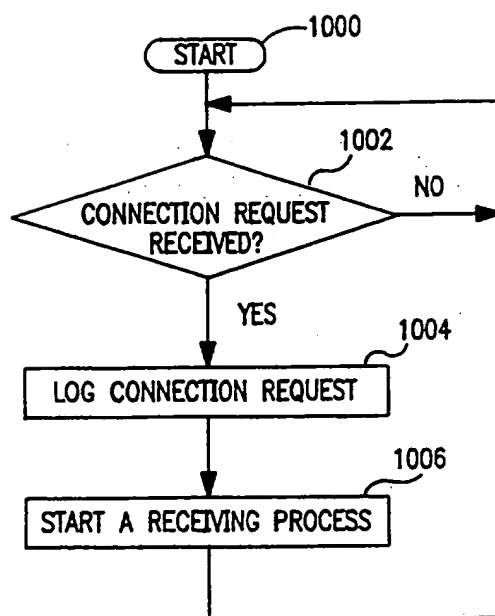 1000
START
1002
CONNECTION REQUEST
RECEIVED?
NO
YES
1004
LOG CONNECTION REQUEST
1006
START A RECEIVING PROCESS